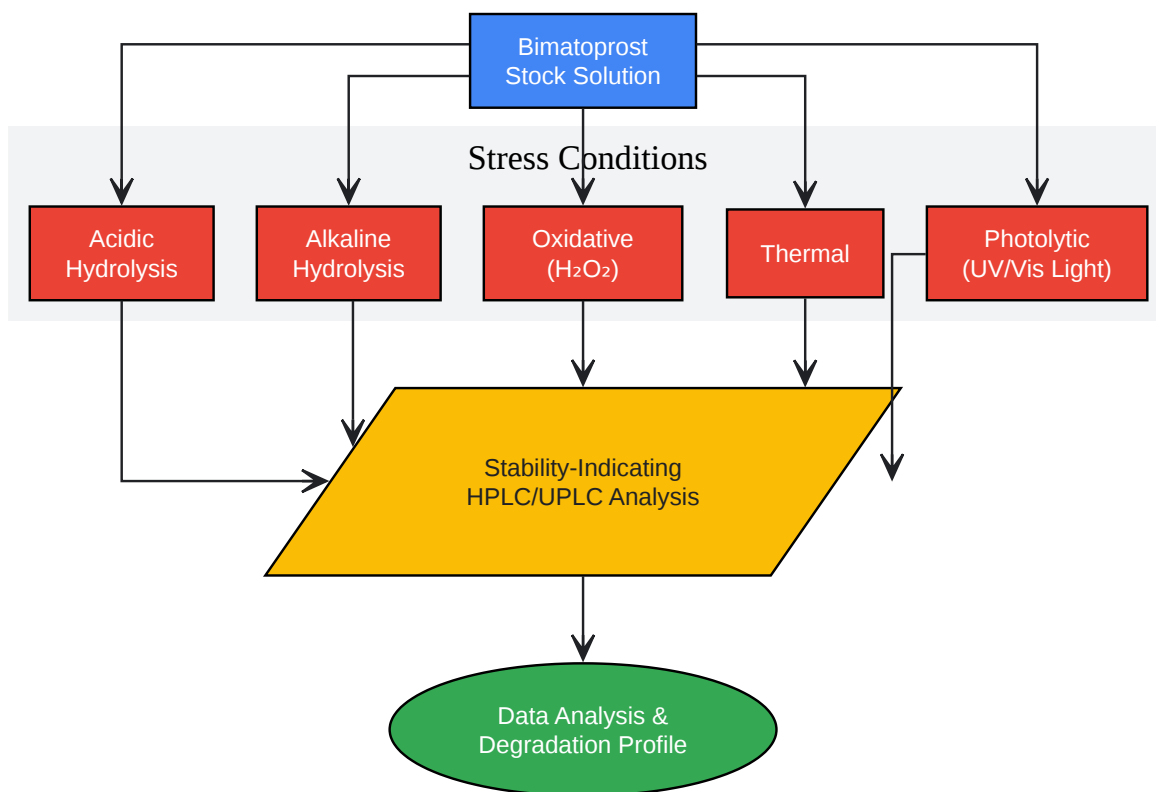 Bimatoprost
Stock Solution
Stress Conditions
Acidic
Hydrolysis
Alkaline
Hydrolysis
Oxidative
(H₂O₂)
Thermal
Photolytic
(UV/Vis Light)
Stability-Indicating
HPLC/UPLC Analysis
Data Analysis &
Degradation Profile